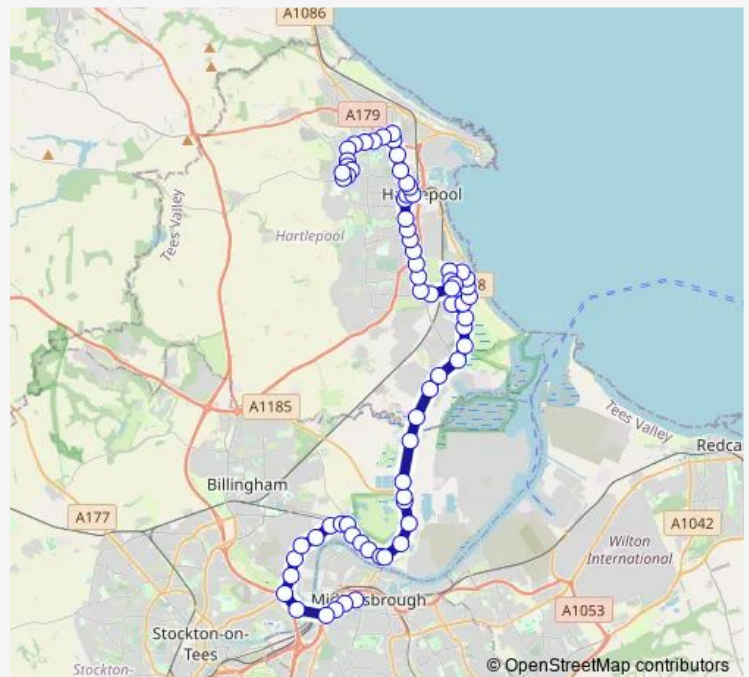 A1086
A179
Hartlepool
Tees Valley
Hartlepool
A1185
Tees Valley
Redca
Billingham
A177
A1042
Wilton
International
Middlesbrough
A1053
Stockton-on-
Tees
Stockton-
© OpenStreetMap contributors